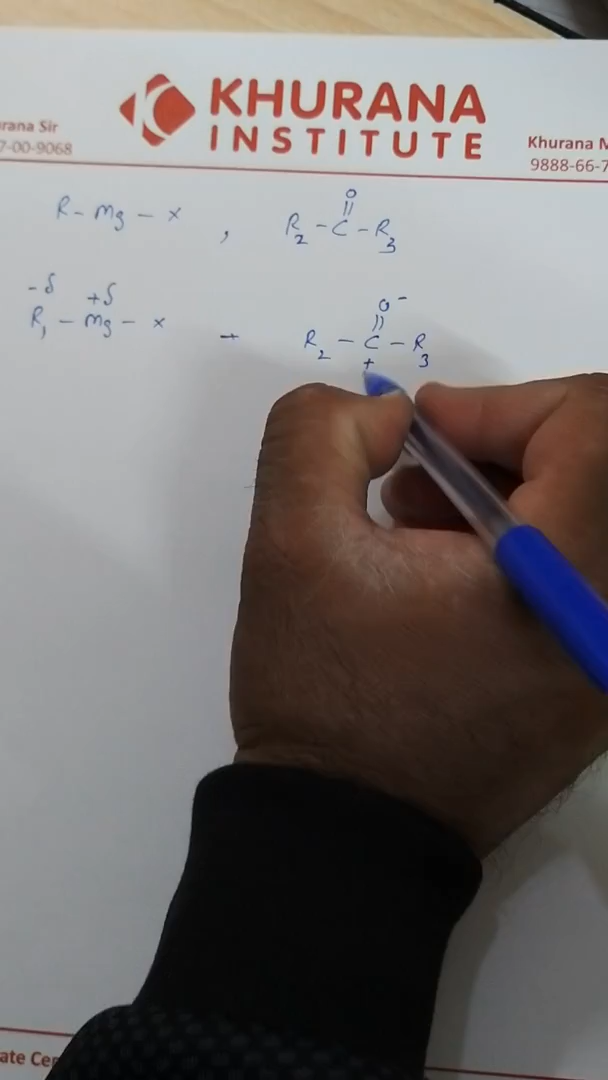 KHURANA
INSTITUTE
rana Sir
7-00-9068
Khurana M
9888-66-7
R - Mg - x , R2 - C - R3
O
||
-δ +δ
R1 - Mg - x + R2 - C - R3
O-
||
+
ate Cer